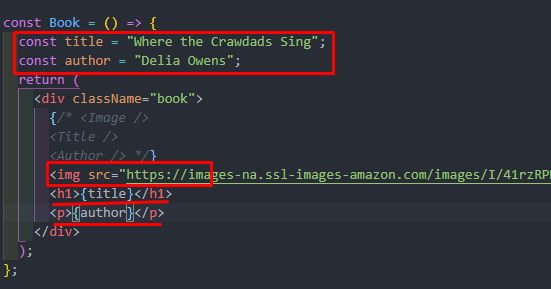 const Book = () => {
const title = "Where the Crawdads Sing";
const author = "Delia Owens";
return (
<div className="book">
{/* <Image />
<Title />
<Author /> */}
<img src="https://images-na.ssl-images-amazon.com/images/I/41rzRP
<h1>{title}</h1>
<p>{author}</p>
</div>
);
};